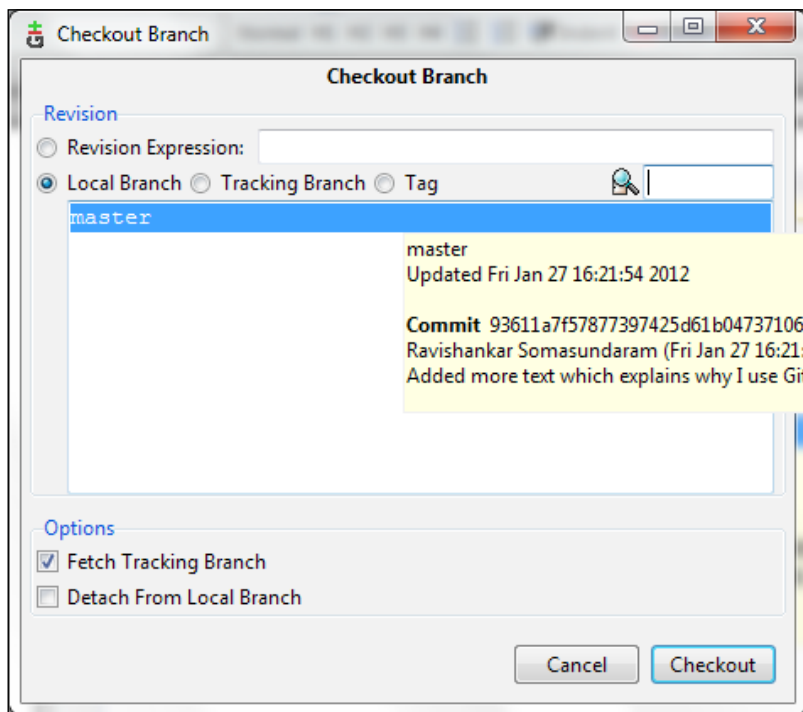 Checkout Branch
Checkout Branch
Revision
Revision Expression:
Local Branch Tracking Branch Tag
master
master
Updated Fri Jan 27 16:21:54 2012
Commit 93611a7f57877397425d61b04737106
Ravishankar Somasundaram (Fri Jan 27 16:21:
Added more text which explains why I use Git
Options
Fetch Tracking Branch
Detach From Local Branch
Cancel Checkout